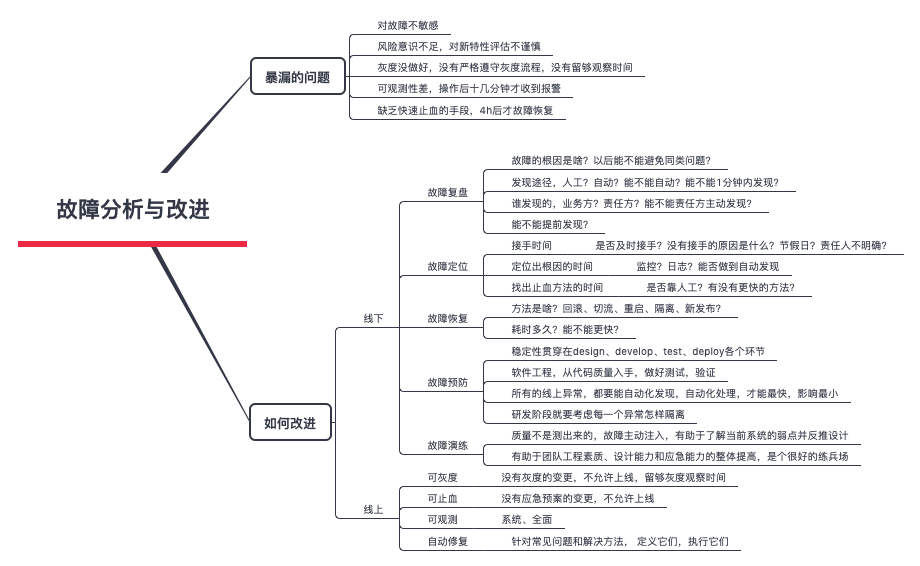 故障分析与改进
暴漏的问题
对故障不敏感
风险意识不足，对新特性评估不谨慎
灰度没做好，没有严格遵守灰度流程，没有留够观察时间
可观测性差，操作后十几分钟才收到报警
缺乏快速止血的手段，4h后才故障恢复
如何改进
线下
故障复盘
故障的根因是啥？以后能不能避免同类问题？
发现途径，人工？自动？能不能自动？能不能1分钟内发现？
谁发现的，业务方？责任方？能不能责任方主动发现？
能不能提前发现？
故障定位
接手时间 是否及时接手？没有接手的原因是什么？节假日？责任人不明确？
定位出根因的时间 监控？日志？能否做到自动发现
找出止血方法的时间 是否靠人工？有没有更快的方法？
故障恢复
方法是啥？回滚、切流、重启、隔离、新发布？
耗时多久？能不能更快？
故障预防
稳定性贯穿在design、develop、test、deploy各个环节
软件工程，从代码质量入手，做好测试，验证
所有的线上异常，都要能自动化发现，自动化处理，才能最快，影响最小
研发阶段就要考虑每一个异常怎样隔离
故障演练
质量不是测出来的，故障主动注入，有助于了解当前系统的弱点并反推设计
有助于团队工程素质、设计能力和应急能力的整体提高，是个很好的练兵场
线上
可灰度 没有灰度的变更，不允许上线，留够灰度观察时间
可止血 没有应急预案的变更，不允许上线
可观测 系统、全面
自动修复 针对常见问题和解决方法， 定义它们，执行它们